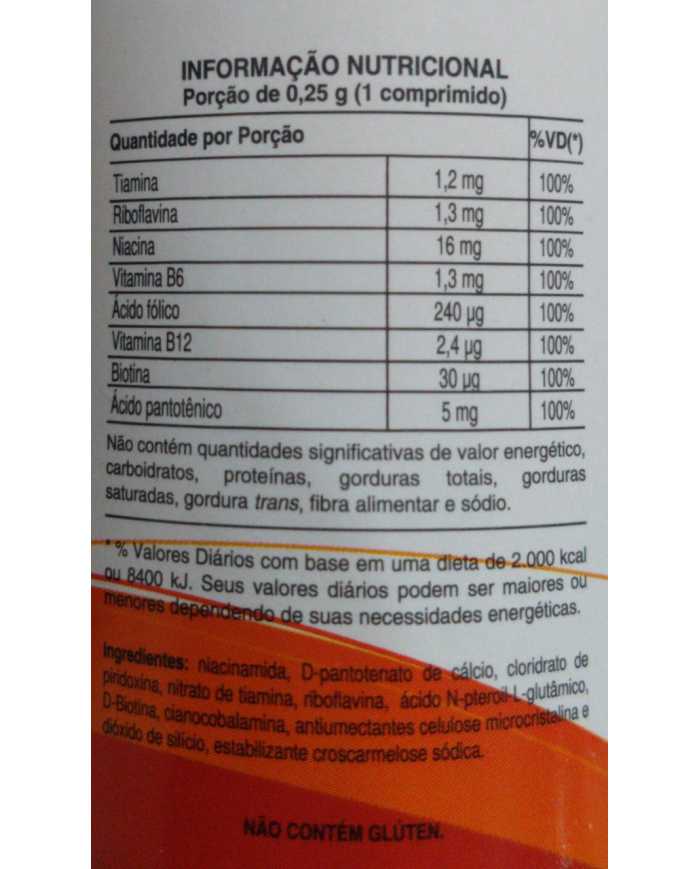 INFORMAÇÃO NUTRICIONAL
Porção de 0,25 g (1 comprimido)
Quantidade por Porção %VD(*)
Tiamina 1,2 mg 100%
Riboflavina 1,3 mg 100%
Niacina 16 mg 100%
Vitamina B6 1,3 mg 100%
Ácido fólico 240 µg 100%
Vitamina B12 2,4 µg 100%
Biotina 30 µg 100%
Ácido pantotênico 5 mg 100%
Não contém quantidades significativas de valor energético,
carboidratos, proteínas, gorduras totais, gorduras
saturadas, gordura trans, fibra alimentar e sódio.
* % Valores Diários com base em uma dieta de 2.000 kcal
ou 8400 kJ. Seus valores diários podem ser maiores ou
menores dependendo de suas necessidades energéticas.
Ingredientes: niacinamida, D-pantotenato de cálcio, cloridrato de
piridoxina, nitrato de tiamina, riboflavina, ácido N-pteroil-L-glutâmico,
D-Biotina, cianocobalamina, antiumectantes celulose microcristalina e
dióxido de silício, estabilizante croscarmelose sódica.
NÃO CONTÉM GLÚTEN.